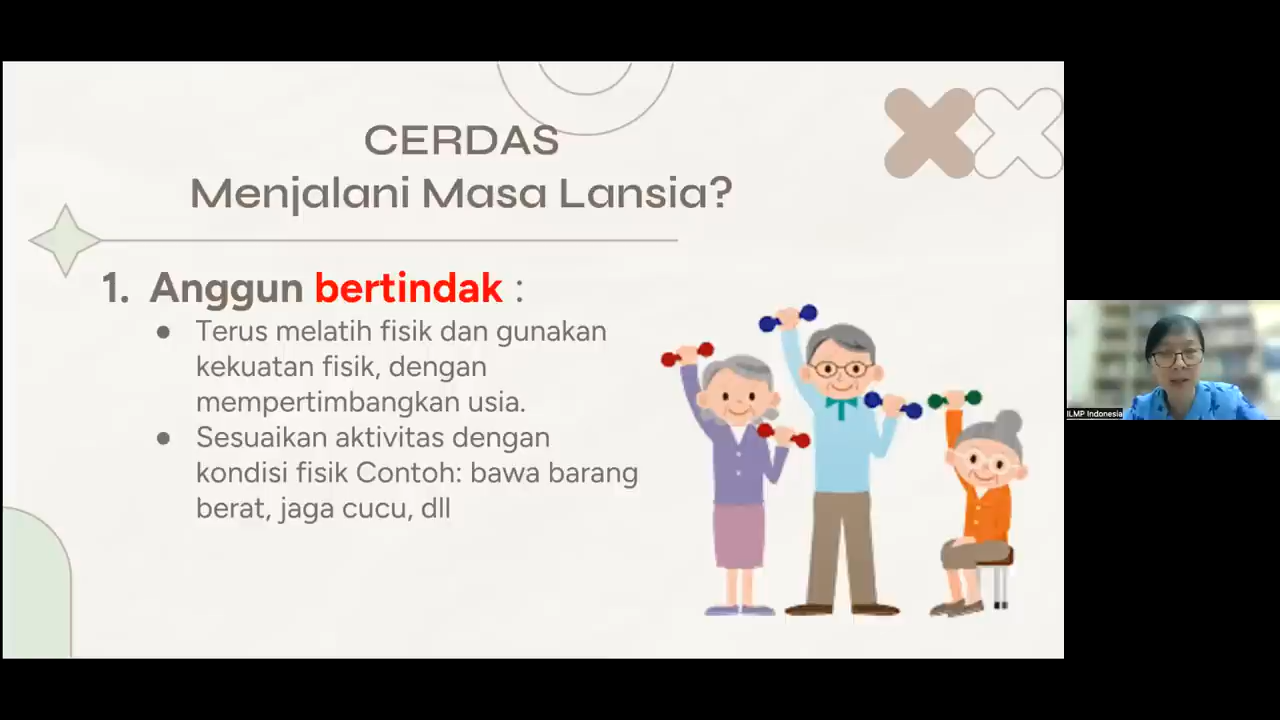 CERDAS
Menjalani Masa Lansia?
1. Anggun bertindak :
● Terus melatih fisik dan gunakan
kekuatan fisik, dengan
mempertimbangkan usia.
● Sesuaikan aktivitas dengan
kondisi fisik Contoh: bawa barang
berat, jaga cucu, dll
ILMP Indonesia